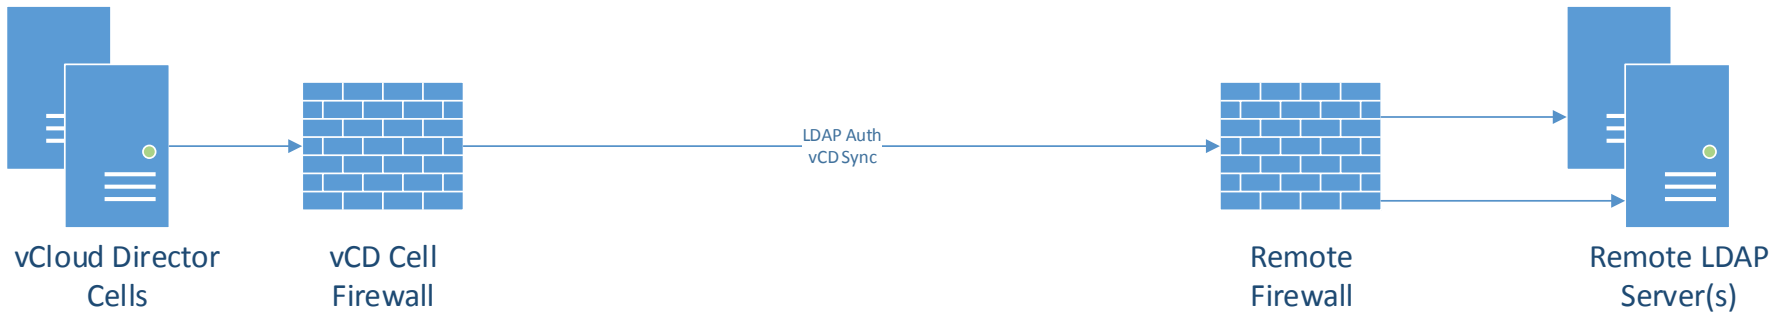 LDAP Auth
vCD Sync
vCloud Director
Cells
vCD Cell
Firewall
Remote
Firewall
Remote LDAP
Server(s)